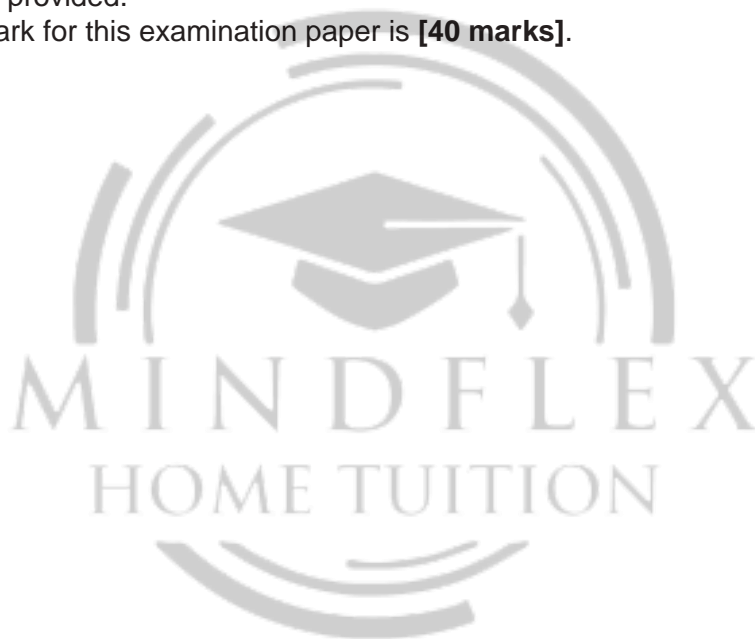 provided.
ark for this examination paper is [40 marks].
MINDFLEX
HOME TUITION